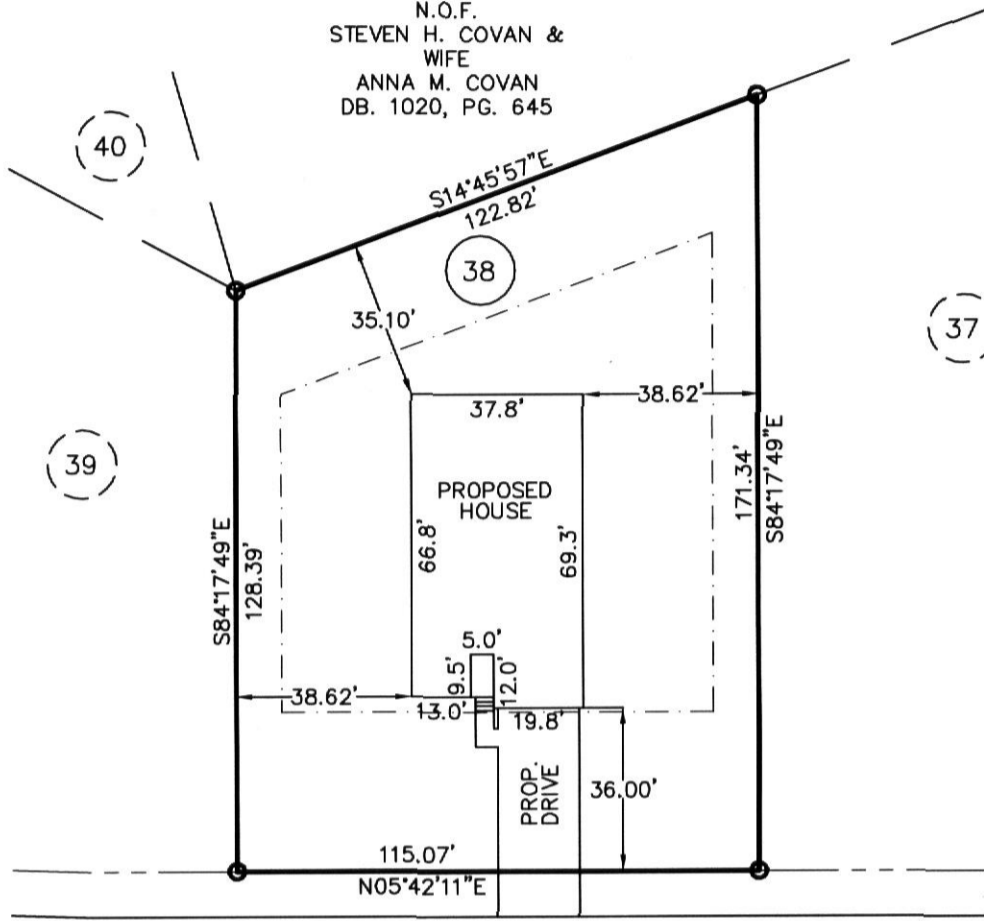 N.O.F.
STEVEN H. COVAN &
WIFE
ANNA M. COVAN
DB. 1020, PG. 645
40
S14°45'57"E
122.82'
38
35.10'
37
37.8'
38.62'
39
PROPOSED
HOUSE
S84°17'49"E
128.39'
66.8'
69.3'
171.34'
S84°17'49"E
5.0'
9.5'
12.0'
38.62'
13.0'
19.8'
PROP.
DRIVE
36.00'
115.07'
N05°42'11"E